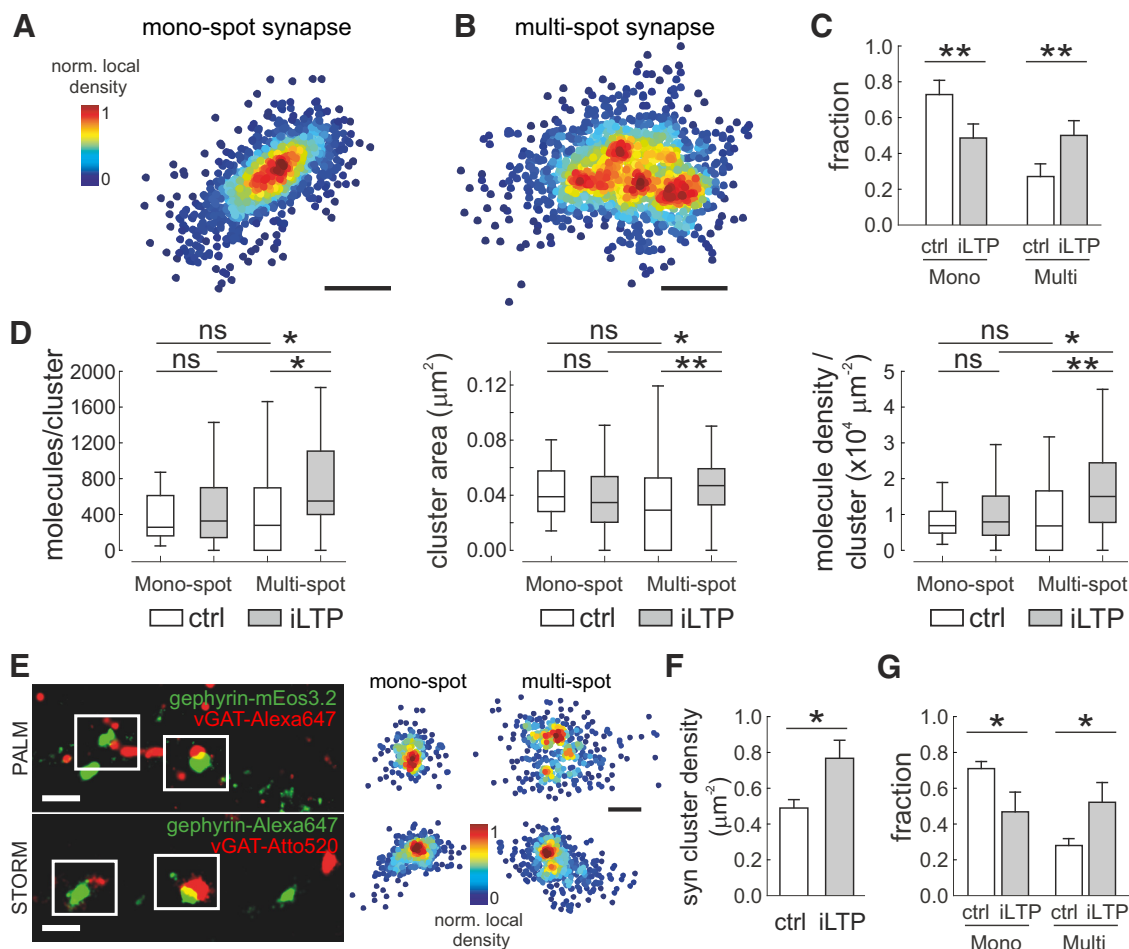 A
mono-spot synapse
norm. local
density
1
0
B
multi-spot synapse
C
fraction
1.0
0.8
0.6
0.4
0.2
0.0
**
**
ctrl iLTP
ctrl iLTP
Mono
Multi
D
molecules/cluster
2000
1600
1200
800
400
0
ns
*
ns
*
Mono-spot
Multi-spot
ctrl
iLTP
cluster area (μm²)
0.12
0.08
0.04
0.00
ns
*
ns
**
Mono-spot
Multi-spot
ctrl
iLTP
molecule density /
cluster (x10⁴ μm⁻²)
5
4
3
2
1
0
ns
*
ns
**
Mono-spot
Multi-spot
ctrl
iLTP
E
PALM
gephyrin-mEos3.2
vGAT-Alexa647
STORM
gephyrin-Alexa647
vGAT-Atto520
mono-spot
multi-spot
1
0
norm. local
density
F
syn cluster density
(μm⁻²)
1.0
0.8
0.6
0.4
0.2
0.0
*
ctrl iLTP
G
fraction
1.0
0.8
0.6
0.4
0.2
0.0
*
*
ctrl iLTP
ctrl iLTP
Mono
Multi